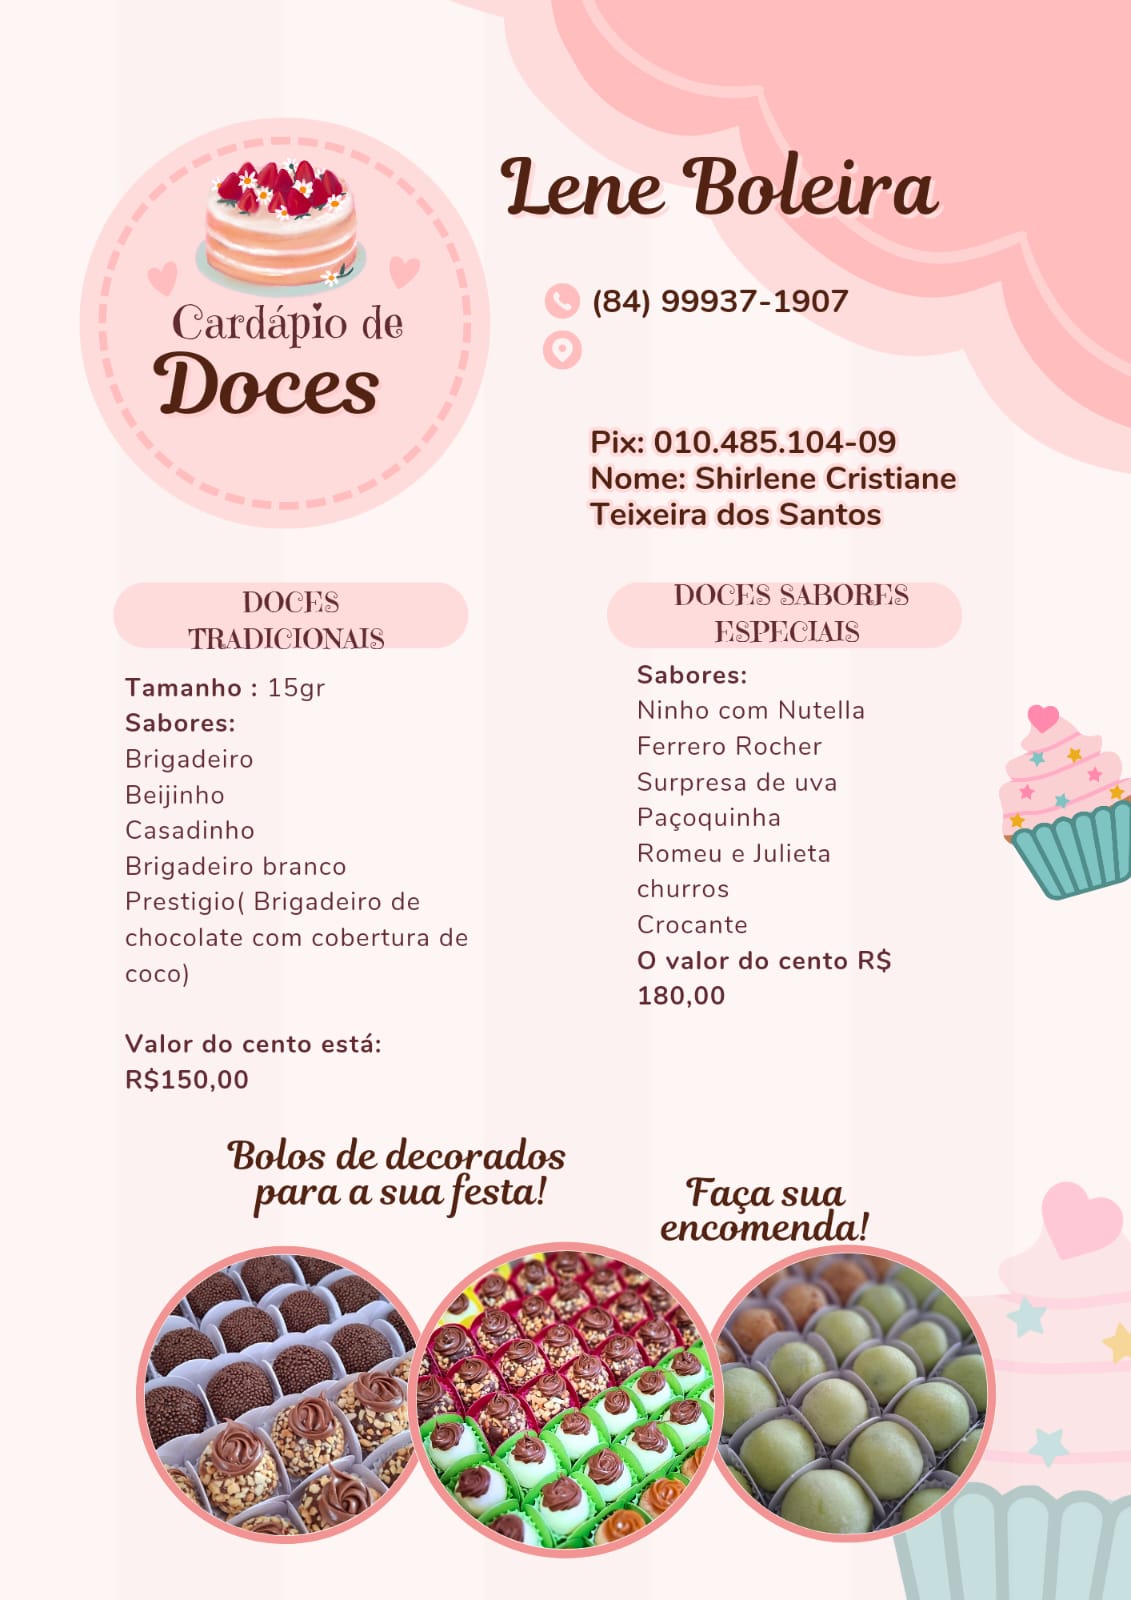 Cardápio de
Doces
Lene Boleira
(84) 99937-1907
Pix: 010.485.104-09
Nome: Shirlene Cristiane
Teixeira dos Santos
DOCES
TRADICIONAIS
Tamanho : 15gr
Sabores:
Brigadeiro
Beijinho
Casadinho
Brigadeiro branco
Prestigio( Brigadeiro de
chocolate com cobertura de
coco)
Valor do cento está:
R$150,00
DOCES SABORES
ESPECIAIS
Sabores:
Ninho com Nutella
Ferrero Rocher
Surpresa de uva
Paçoquinha
Romeu e Julieta
churros
Crocante
O valor do cento R$
180,00
Bolos de decorados
para a sua festa!
Faça sua
encomenda!